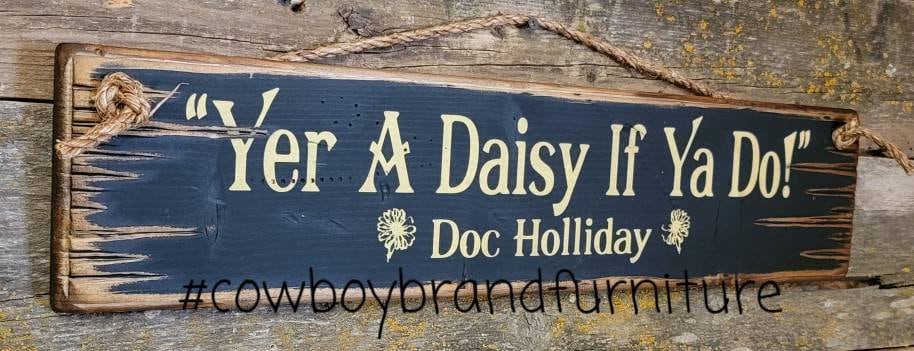 “Yer A Daisy If Ya Do!”
Doc Holliday
#cowboybrandfurniture